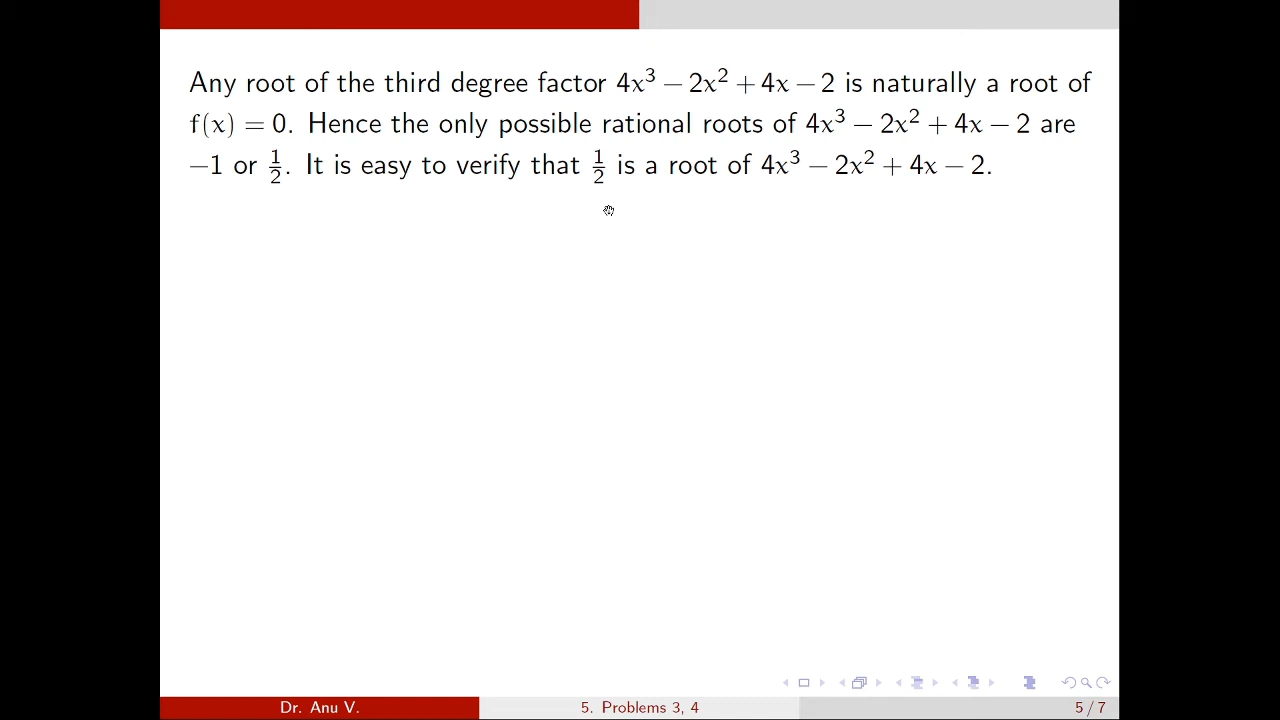 Any root of the third degree factor 4x³ − 2x² + 4x − 2 is naturally a root of
f(x) = 0. Hence the only possible rational roots of 4x³ − 2x² + 4x − 2 are
−1 or 1/2. It is easy to verify that 1/2 is a root of 4x³ − 2x² + 4x − 2.
Dr. Anu V. 5. Problems 3, 4 5 / 7